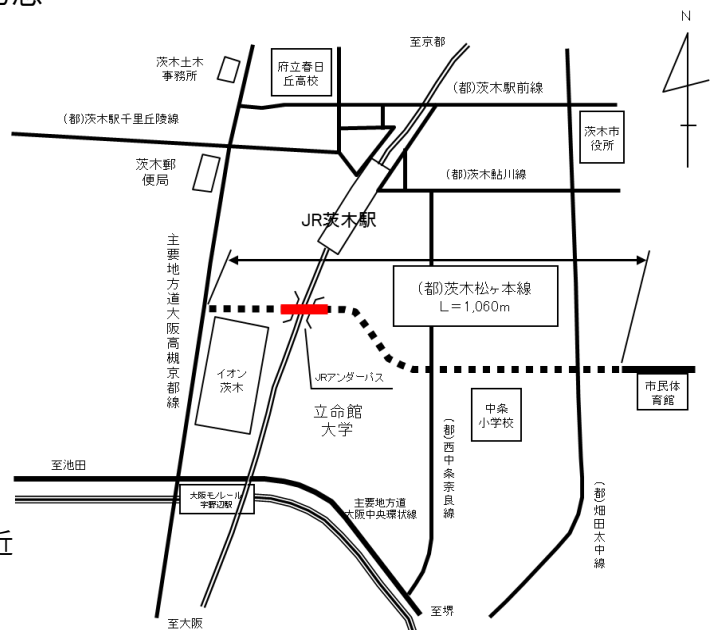 N
至京都
茨木土木
事務所
府立春日
丘高校
(都)茨木駅前線
(都)茨木駅千里丘陵線
茨木市
役所
茨木郵
便局
(都)茨木鮎川線
JR茨木駅
主要地方道大阪高槻京都線
(都)茨木松ヶ本線
L=1,060m
イオン
茨木
JRアンダーパス
市民体
育館
立命館
大学
中条
小学校
(都)西中条奈良線
至池田
大阪モノレール
宇野辺駅
主要地方道
大阪中央環状線
(都)畑田太中線
丘
至堺
至大阪